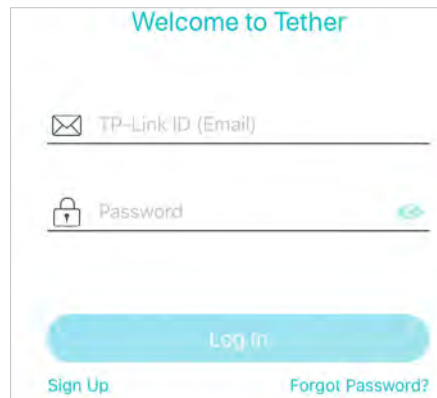 Welcome to Tether
TP-Link ID (Email)
Password
Log In
Sign Up
Forgot Password?